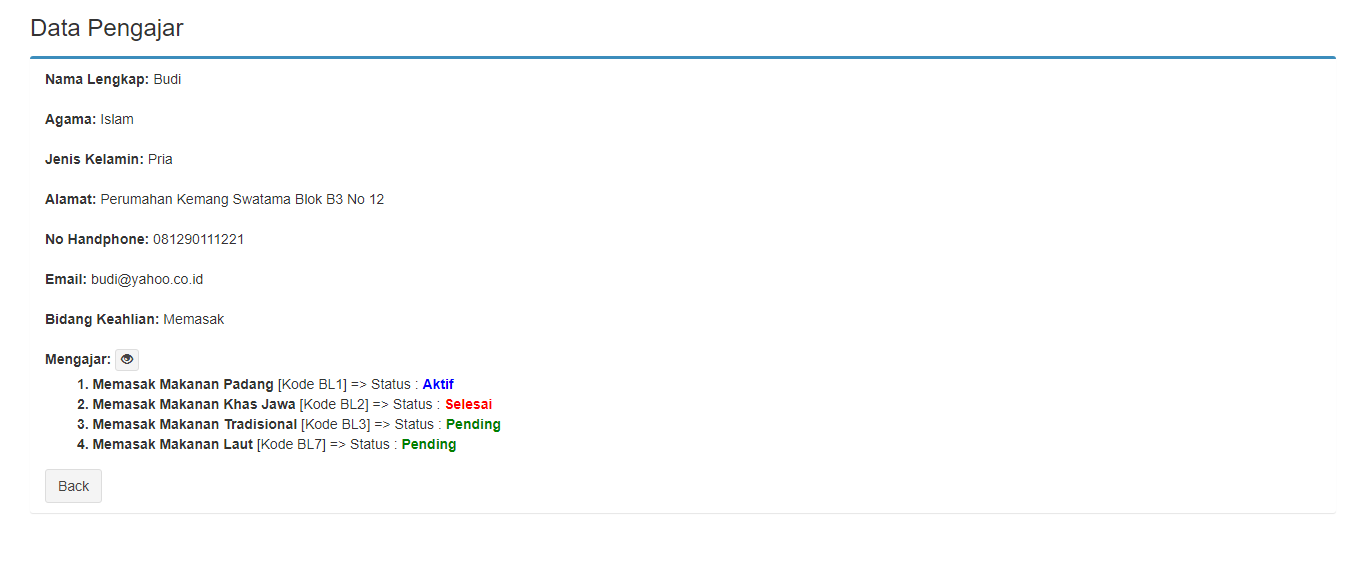 Data Pengajar
Nama Lengkap: Budi
Agama: Islam
Jenis Kelamin: Pria
Alamat: Perumahan Kemang Swatama Blok B3 No 12
No Handphone: 081290111221
Email: budi@yahoo.co.id
Bidang Keahlian: Memasak
Mengajar:
1. Memasak Makanan Padang [Kode BL1] => Status : Aktif
2. Memasak Makanan Khas Jawa [Kode BL2] => Status : Selesai
3. Memasak Makanan Tradisional [Kode BL3] => Status : Pending
4. Memasak Makanan Laut [Kode BL7] => Status : Pending
Back